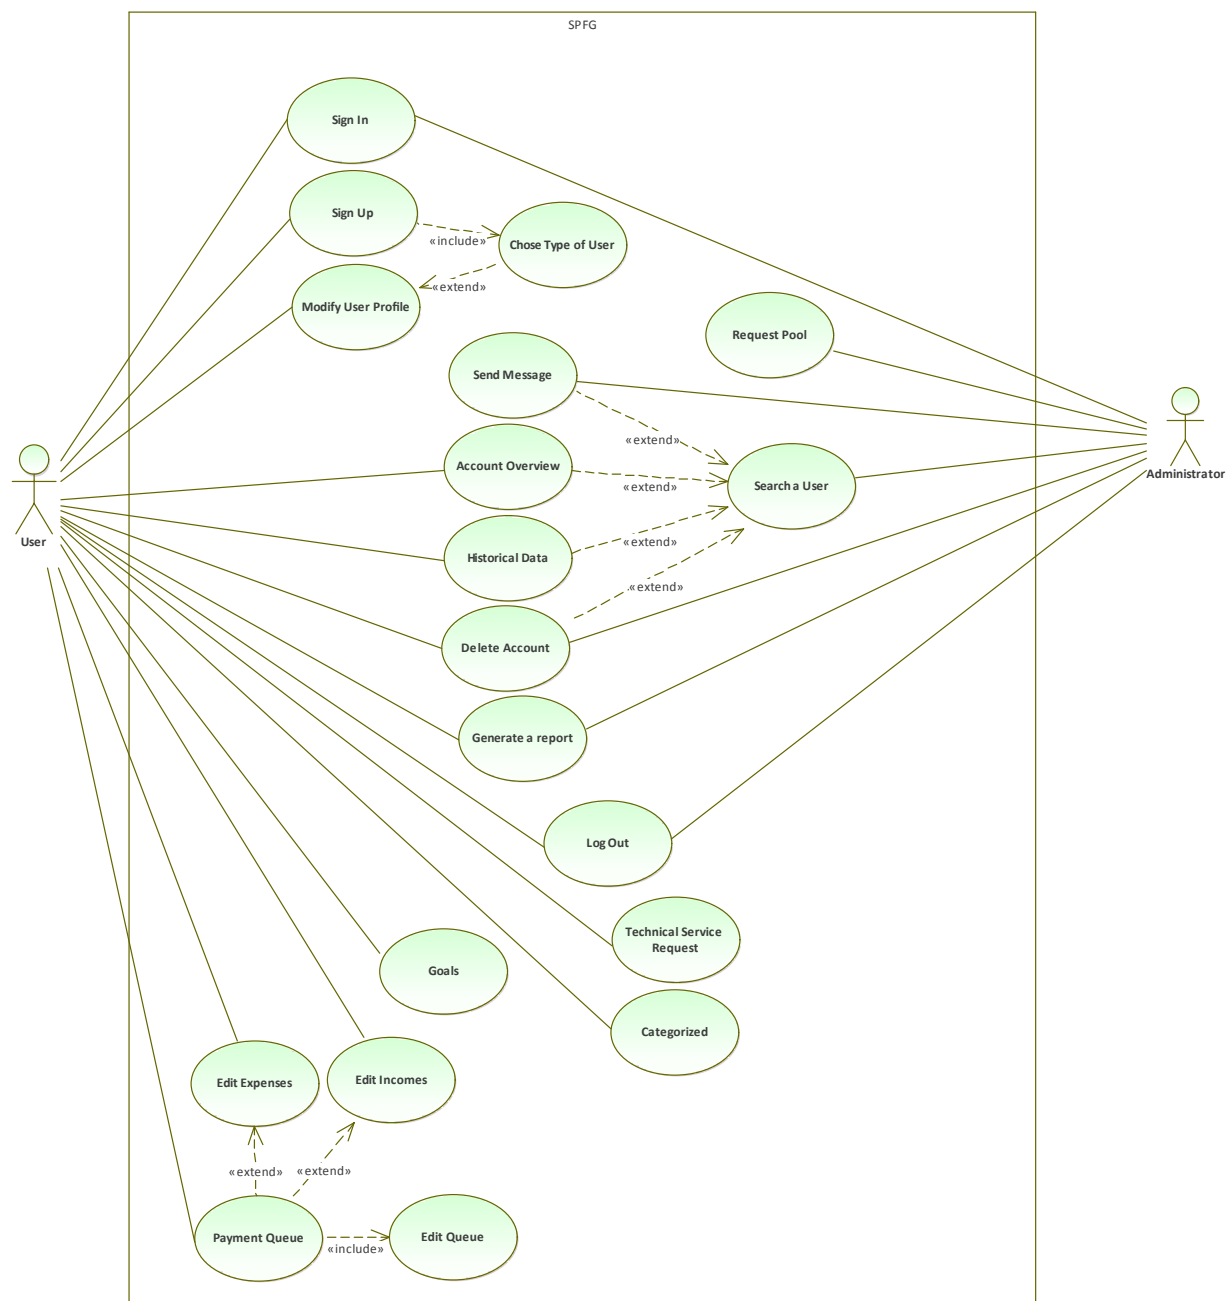 SPFG
Sign In
Sign Up
«include»
Chose Type of User
«extend»
Modify User Profile
Request Pool
Send Message
«extend»
Account Overview
«extend»
Search a User
Administrator
User
Historical Data
«extend»
«extend»
Delete Account
Generate a report
Log Out
Technical Service
Request
Goals
Categorized
Edit Expenses
Edit Incomes
«extend»
«extend»
Payment Queue
«include»
Edit Queue